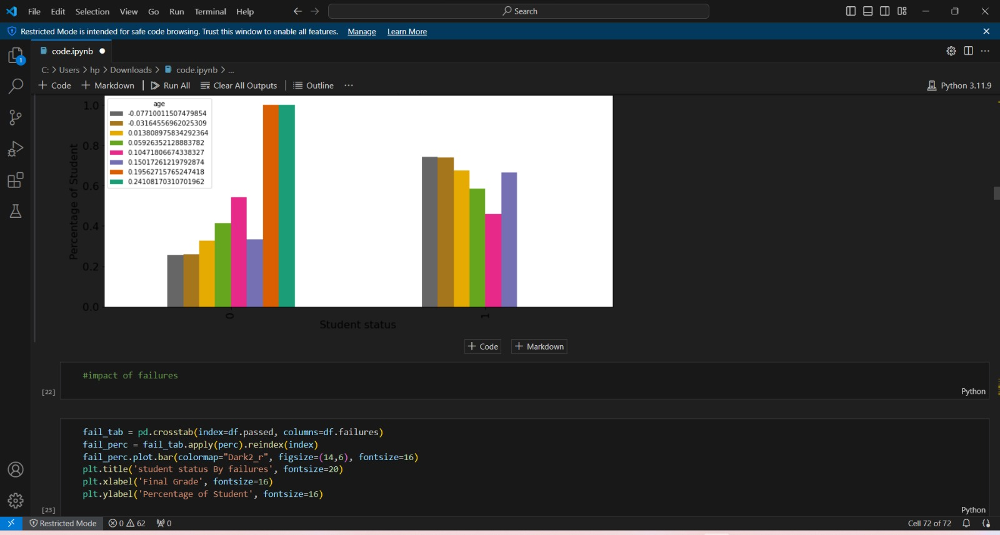 File Edit Selection View Go Run Terminal Help Search
Restricted Mode is intended for safe code browsing. Trust this window to enable all features. Manage Learn More
1
code.ipynb
C: > Users > hp > Downloads > code.ipynb > ...
+ Code + Markdown | Run All Clear All Outputs | Outline ... Python 3.11.9
age
-0.07710011507479854
-0.03164556962025309
0.013808975834292364
0.05926352128883782
0.10471806674338327
0.15017261219792874
0.19562715765247418
0.24108170310701962
1.0
0.8
0.6
0.4
0.2
0.0
Percentage of Student
0 1
Student status
+ Code + Markdown
#impact of failures
[22] Python
fail_tab = pd.crosstab(index=df.passed, columns=df.failures)
fail_perc = fail_tab.apply(perc).reindex(index)
fail_perc.plot.bar(colormap="Dark2_r", figsize=(14,6), fontsize=16)
plt.title('student status By failures', fontsize=20)
plt.xlabel('Final Grade', fontsize=16)
plt.ylabel('Percentage of Student', fontsize=16)
[23] Python
Restricted Mode 0 62 0 Cell 72 of 72